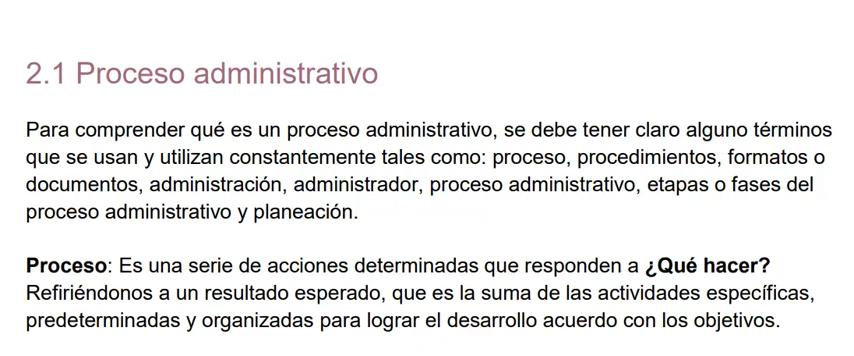 2.1 Proceso administrativo
Para comprender qué es un proceso administrativo, se debe tener claro alguno términos
que se usan y utilizan constantemente tales como: proceso, procedimientos, formatos o
documentos, administración, administrador, proceso administrativo, etapas o fases del
proceso administrativo y planeación.
Proceso: Es una serie de acciones determinadas que responden a ¿Qué hacer?
Refiriéndonos a un resultado esperado, que es la suma de las actividades específicas,
predeterminadas y organizadas para lograr el desarrollo acuerdo con los objetivos.